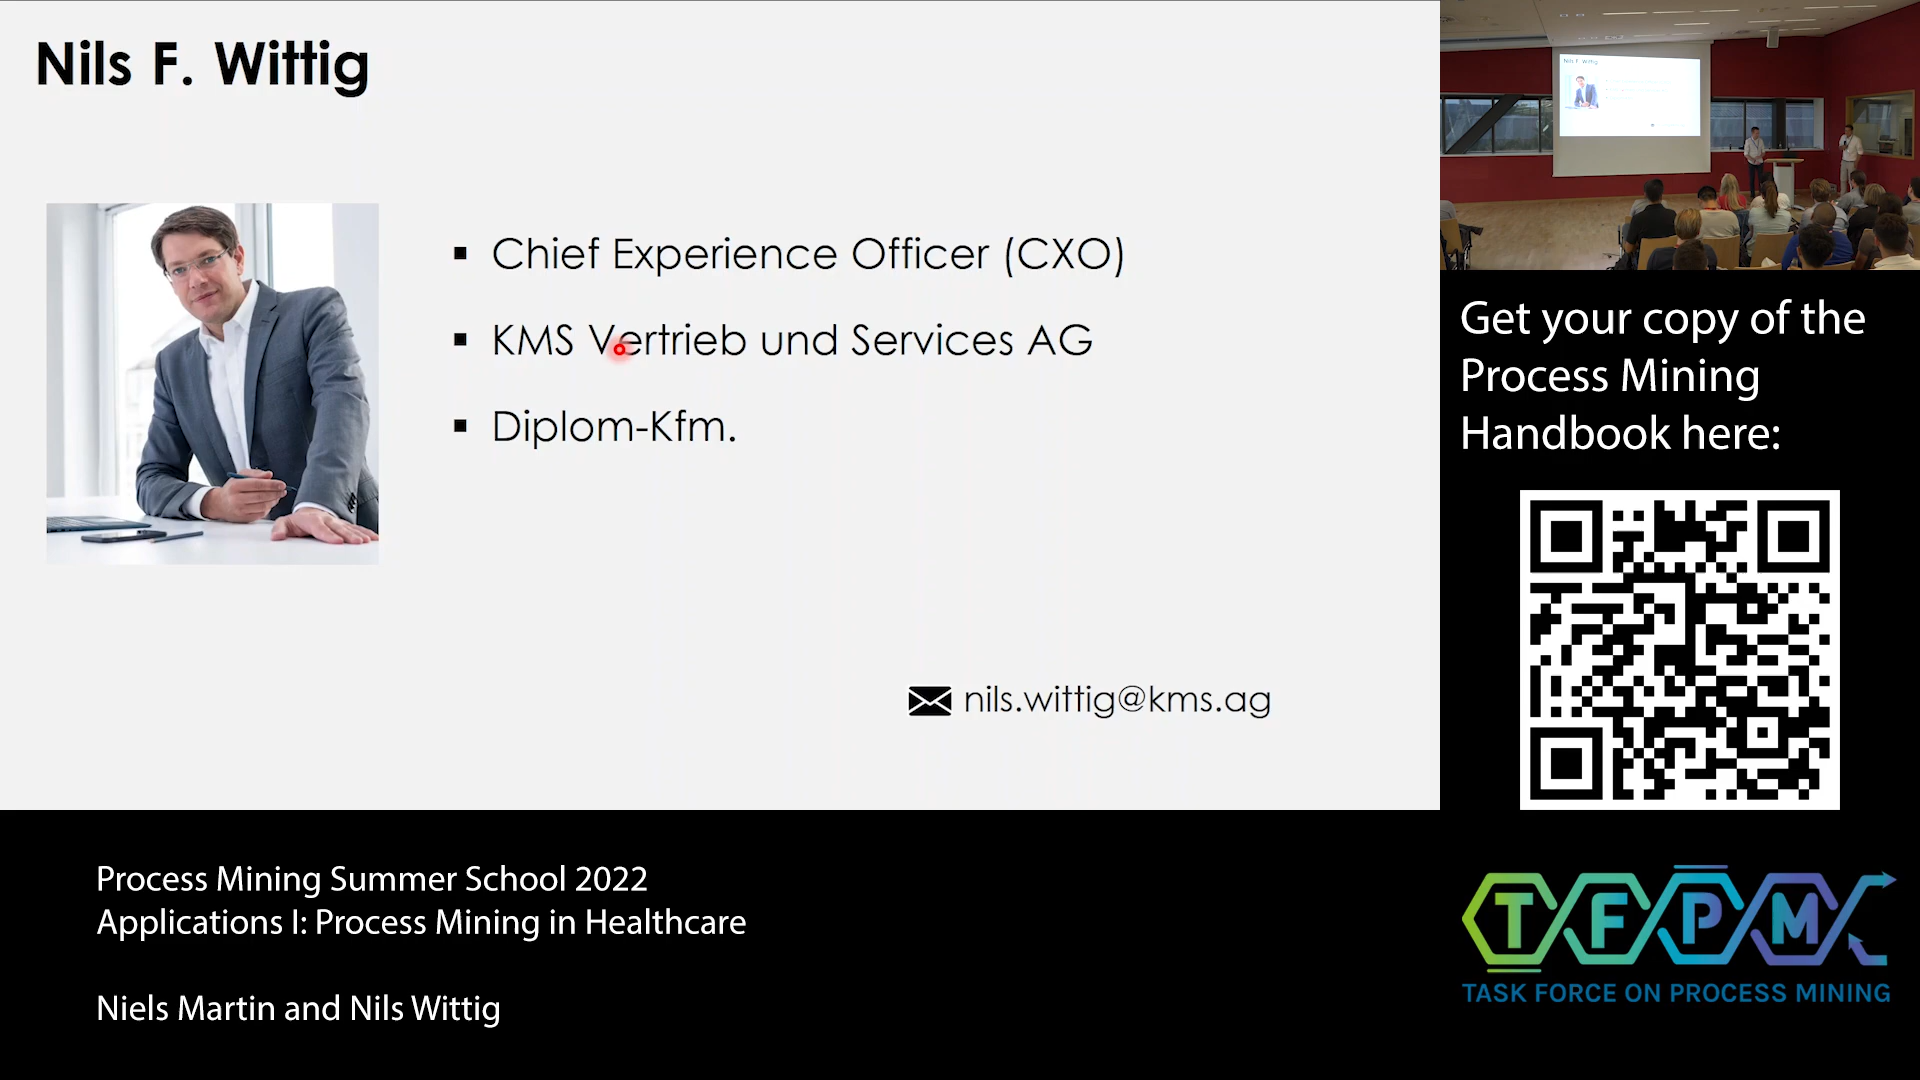 Nils F. Wittig
Chief Experience Officer (CXO)
KMS Vertrieb und Services AG
Diplom-Kfm.
nils.wittig@kms.ag
Nils F. Wittig
Get your copy of the
Process Mining
Handbook here:
TFPM
TASK FORCE ON PROCESS MINING
Process Mining Summer School 2022
Applications I: Process Mining in Healthcare
Niels Martin and Nils Wittig